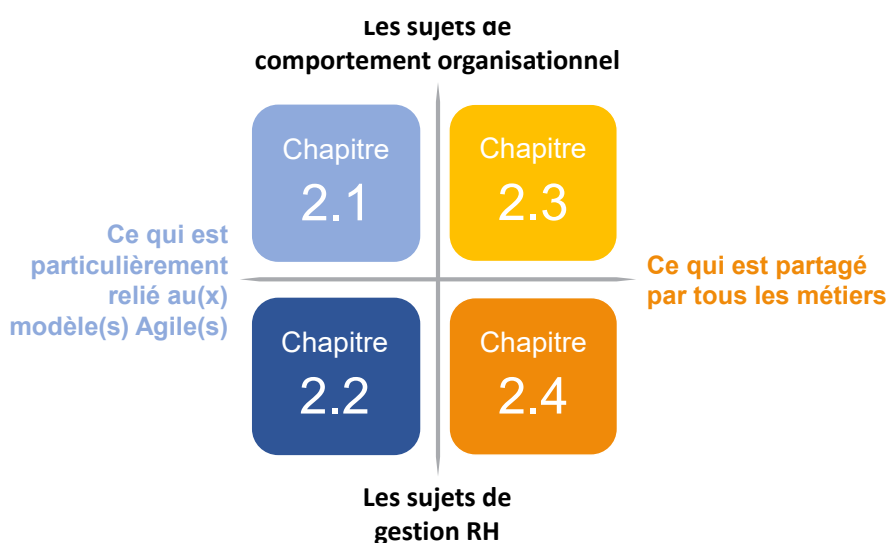 Les sujets de
comportement organisationnel
Chapitre
2.1
Chapitre
2.3
Ce qui est
particulièrement
relié au(x)
modèle(s) Agile(s)
Ce qui est partagé
par tous les métiers
Chapitre
2.2
Chapitre
2.4
Les sujets de
gestion RH